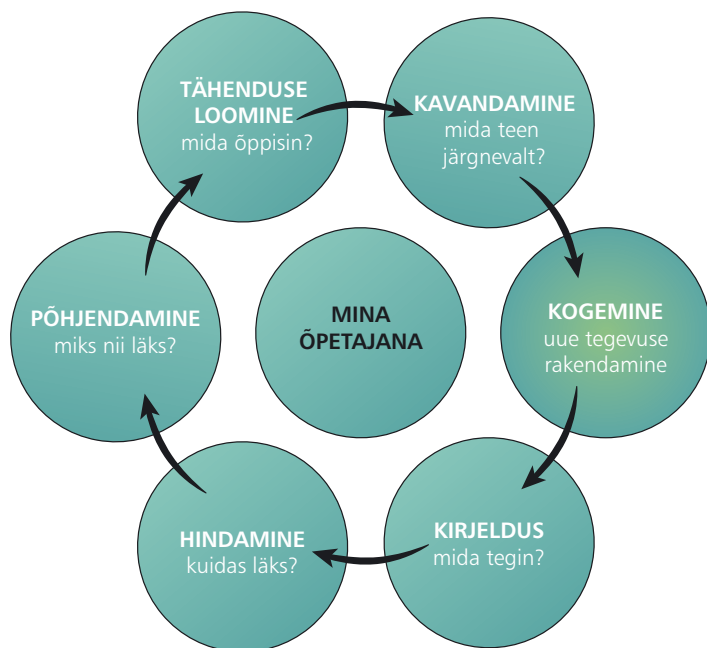 TÄHENDUSE
LOOMINE
mida õppisin?
KAVANDAMINE
mida teen
järgnevalt?
KOGEMINE
uue tegevuse
rakendamine
KIRJELDUS
mida tegin?
HINDAMINE
kuidas läks?
PÕHJENDAMINE
miks nii läks?
MINA
ÕPETAJANA